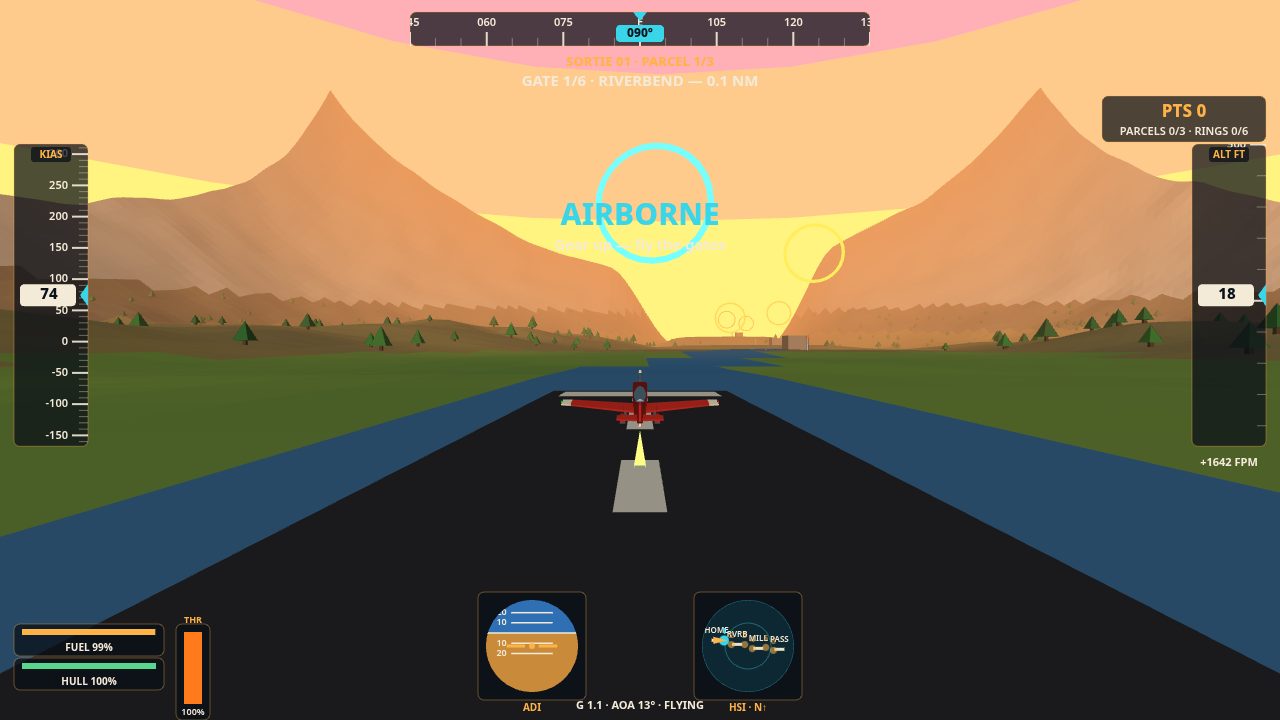 45 060 075 105 120 13
090°
SORTIE 01 · PARCEL 1/3
GATE 1/6 · RIVERBEND — 0.1 NM
PTS 0
PARCELS 0/3 · RINGS 0/6
KIAS
250
200
150
100
74
50
0
-50
-100
-150
AIRBORNE
ALT FT
18
+1642 FPM
FUEL 99%
HULL 100%
THR
100%
10
10
20
ADI
G 1.1 · AOA 13° · FLYING
HOME
RVRB
MILL
PASS
HSI · N↑